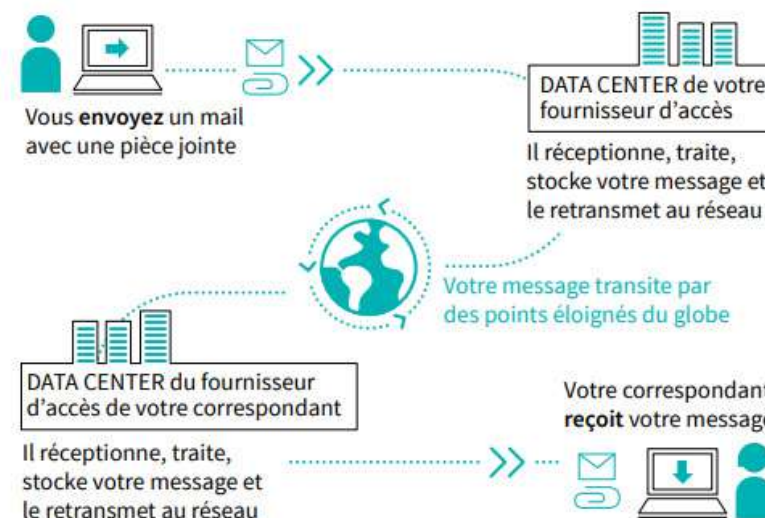 Vous envoyez un mail
avec une pièce jointe
DATA CENTER de votre
fournisseur d'accès
Il réceptionne, traite,
stocke votre message et
le retransmet au réseau
Votre message transite par
des points éloignés du globe
DATA CENTER du fournisseur
d'accès de votre correspondant
Il réceptionne, traite,
stocke votre message et
le retransmet au réseau
Votre correspondant
reçoit votre message